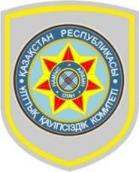 ҚАЗАҚСТАН РЕСПУБЛИКАСЫ
ҰЛТТЫҚ ҚАУІПСІЗДІК КОМИТЕТІ